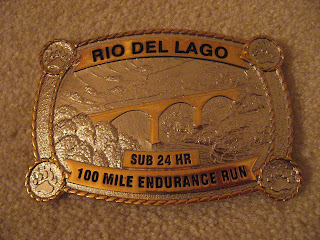 RIO DEL LAGO
SUB 24 HR
100 MILE ENDURANCE RUN